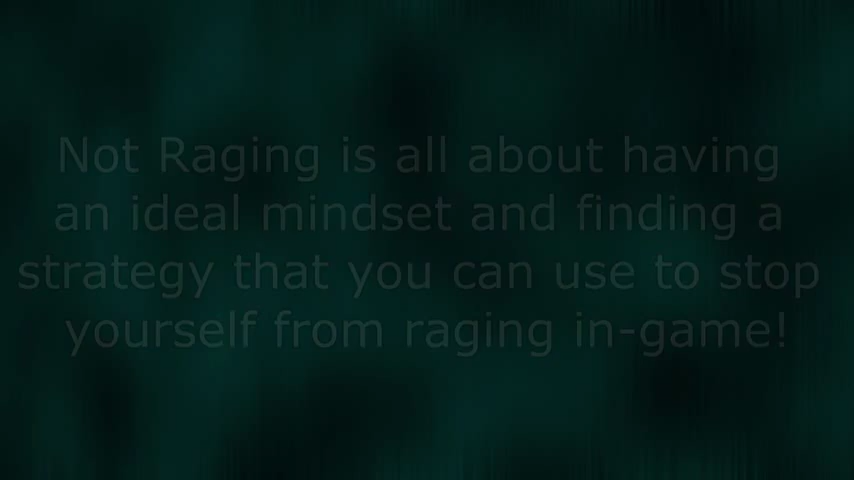 Not Raging is all about having
an ideal mindset and finding a
strategy that you can use to stop
yourself from raging in-game!